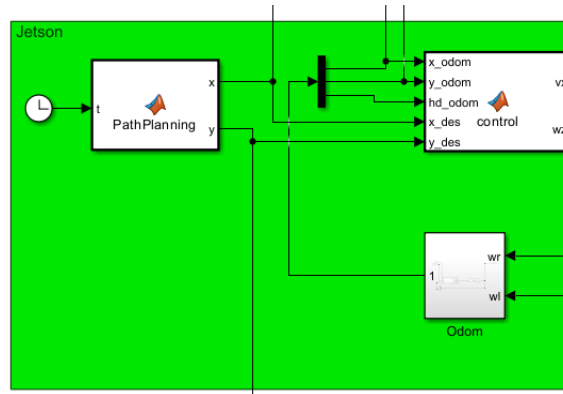 Jetson
t
PathPlanning
x
y
x_odom
y_odom
hd_odom
x_des
y_des
control
wr
wl
1
Odom